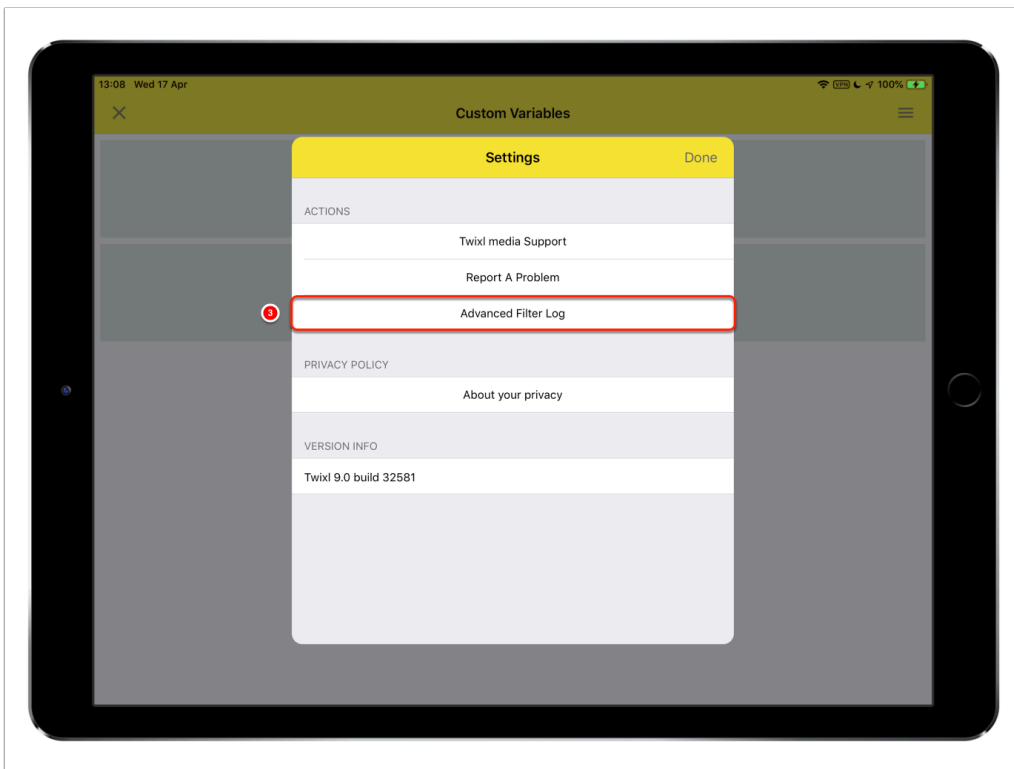 13:08 Wed 17 Apr
VPN 100%
Custom Variables
Settings
Done
ACTIONS
Twixl media Support
Report A Problem
3
Advanced Filter Log
PRIVACY POLICY
About your privacy
VERSION INFO
Twixl 9.0 build 32581